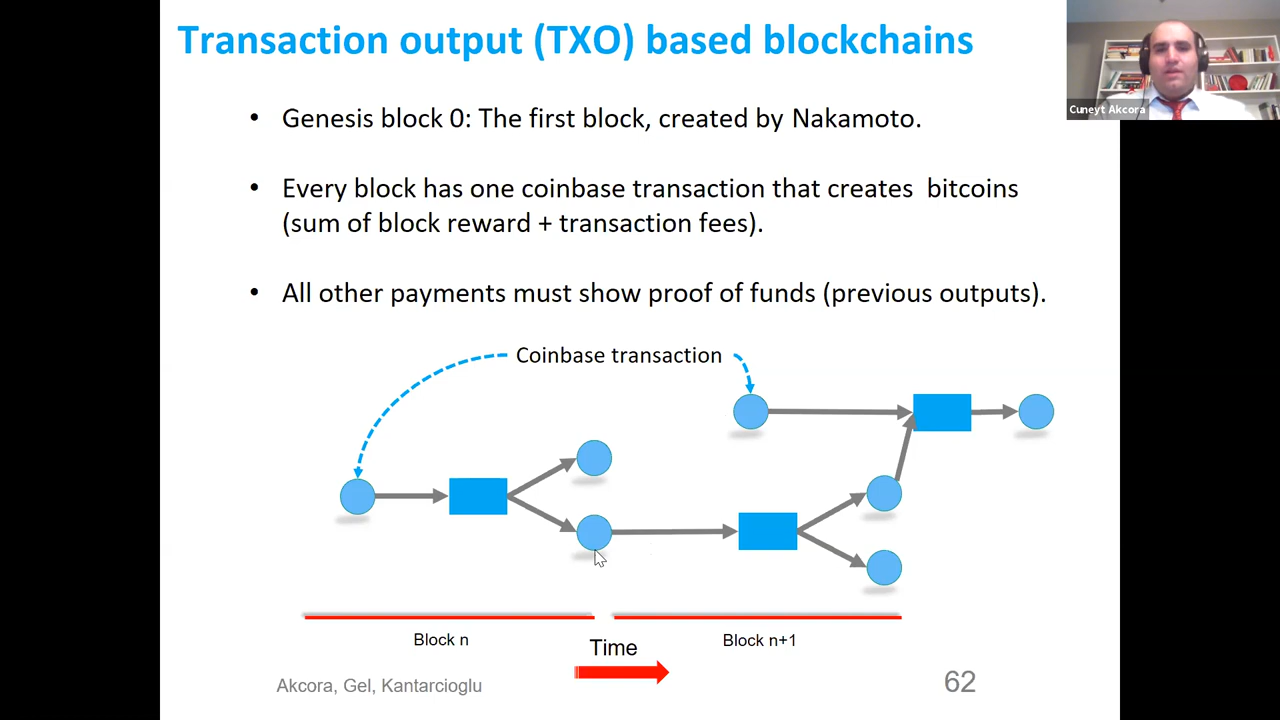 Transaction output (TXO) based blockchains
Cuneyt Akcora
• Genesis block 0: The first block, created by Nakamoto.
• Every block has one coinbase transaction that creates bitcoins
(sum of block reward + transaction fees).
• All other payments must show proof of funds (previous outputs).
Coinbase transaction
Block n
Time
Block n+1
Akcora, Gel, Kantarcioglu
62